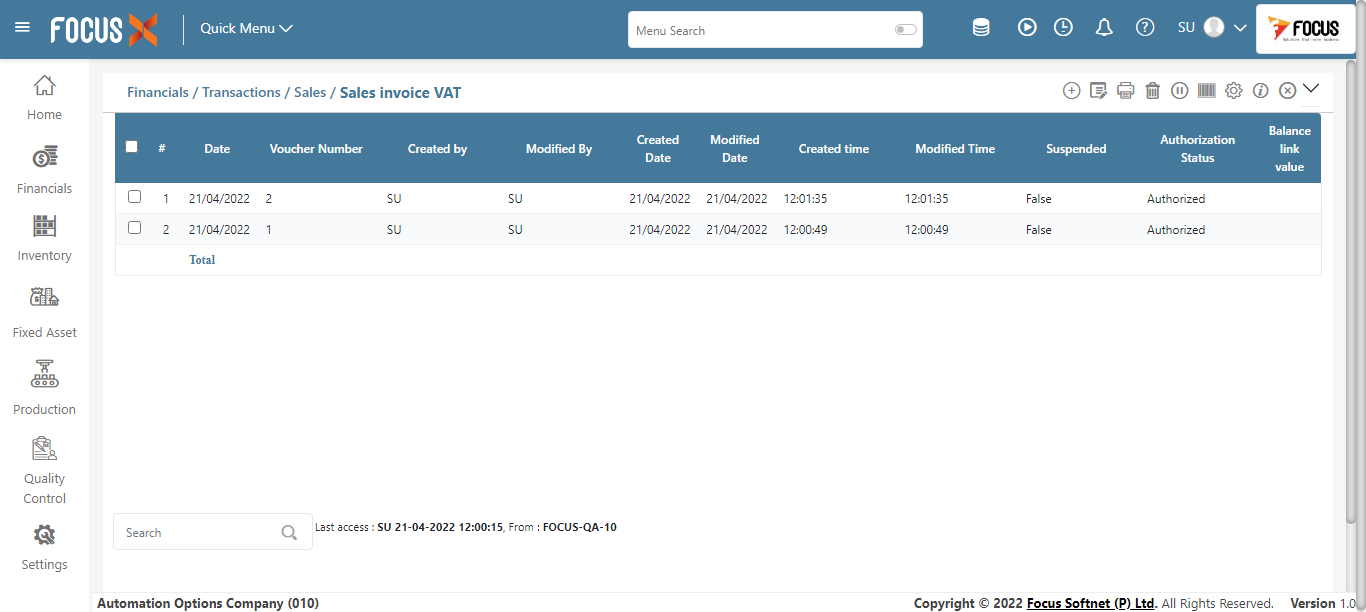 FOCUS X
Quick Menu
Menu Search
SU
FOCUS
Home
Financials
Inventory
Fixed Asset
Production
Quality
Control
Settings
Financials / Transactions / Sales / Sales invoice VAT
# Date Voucher Number Created by Modified By Created Date Modified Date Created time Modified Time Suspended Authorization Status Balance link value
1 21/04/2022 2 SU SU 21/04/2022 21/04/2022 12:01:35 12:01:35 False Authorized
2 21/04/2022 1 SU SU 21/04/2022 21/04/2022 12:00:49 12:00:49 False Authorized
Total
Search
Last access : SU 21-04-2022 12:00:15, From : FOCUS-QA-10
Automation Options Company (010)
Copyright © 2022 Focus Softnet (P) Ltd. All Rights Reserved. Version 1.0